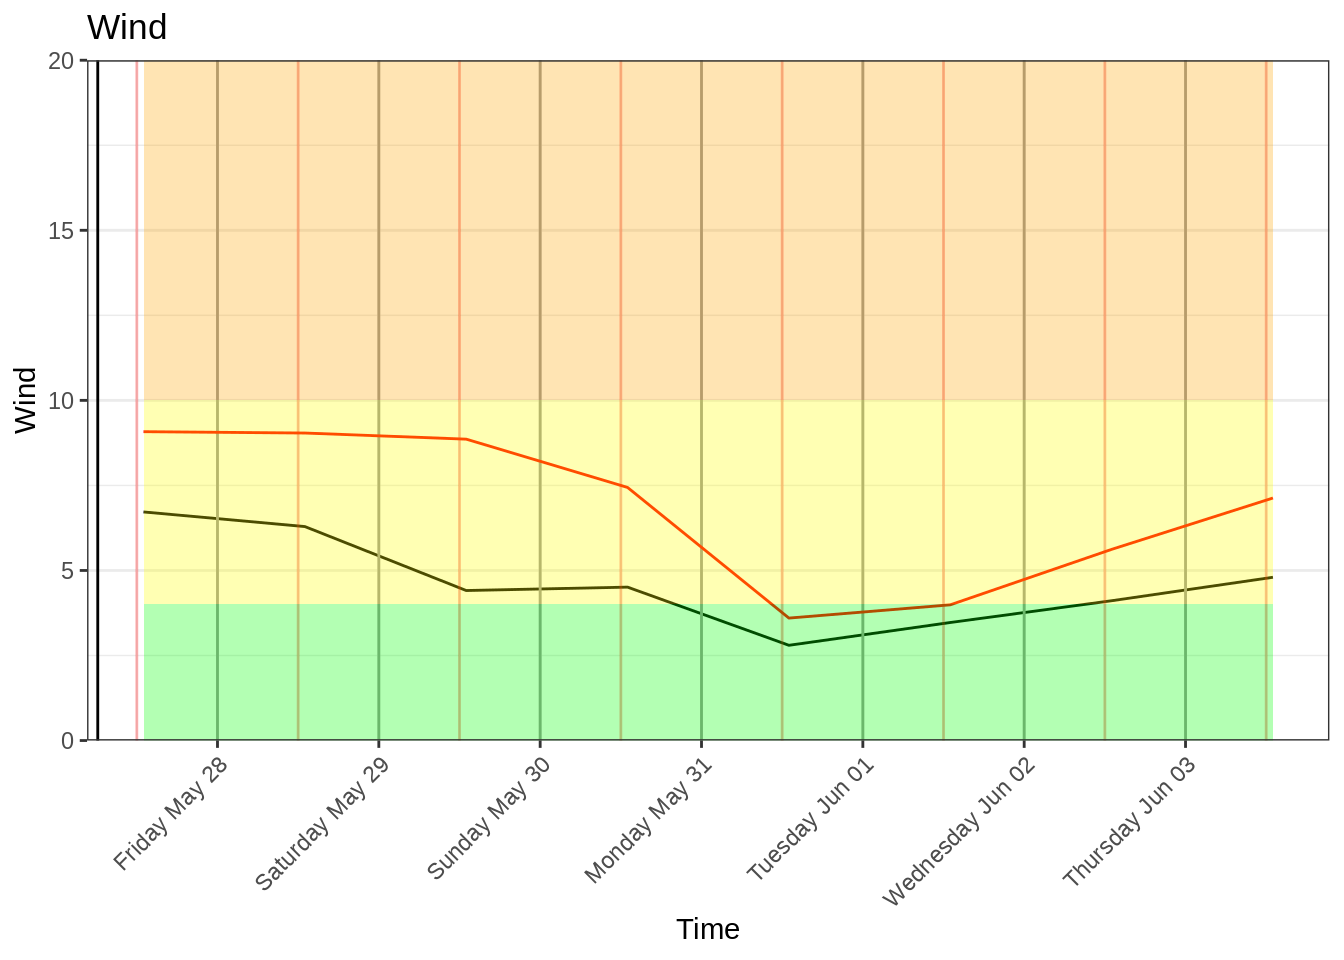 Wind
Wind
20
15
10
5
0
Friday May 28
Saturday May 29
Sunday May 30
Monday May 31
Tuesday Jun 01
Wednesday Jun 02
Thursday Jun 03
Time